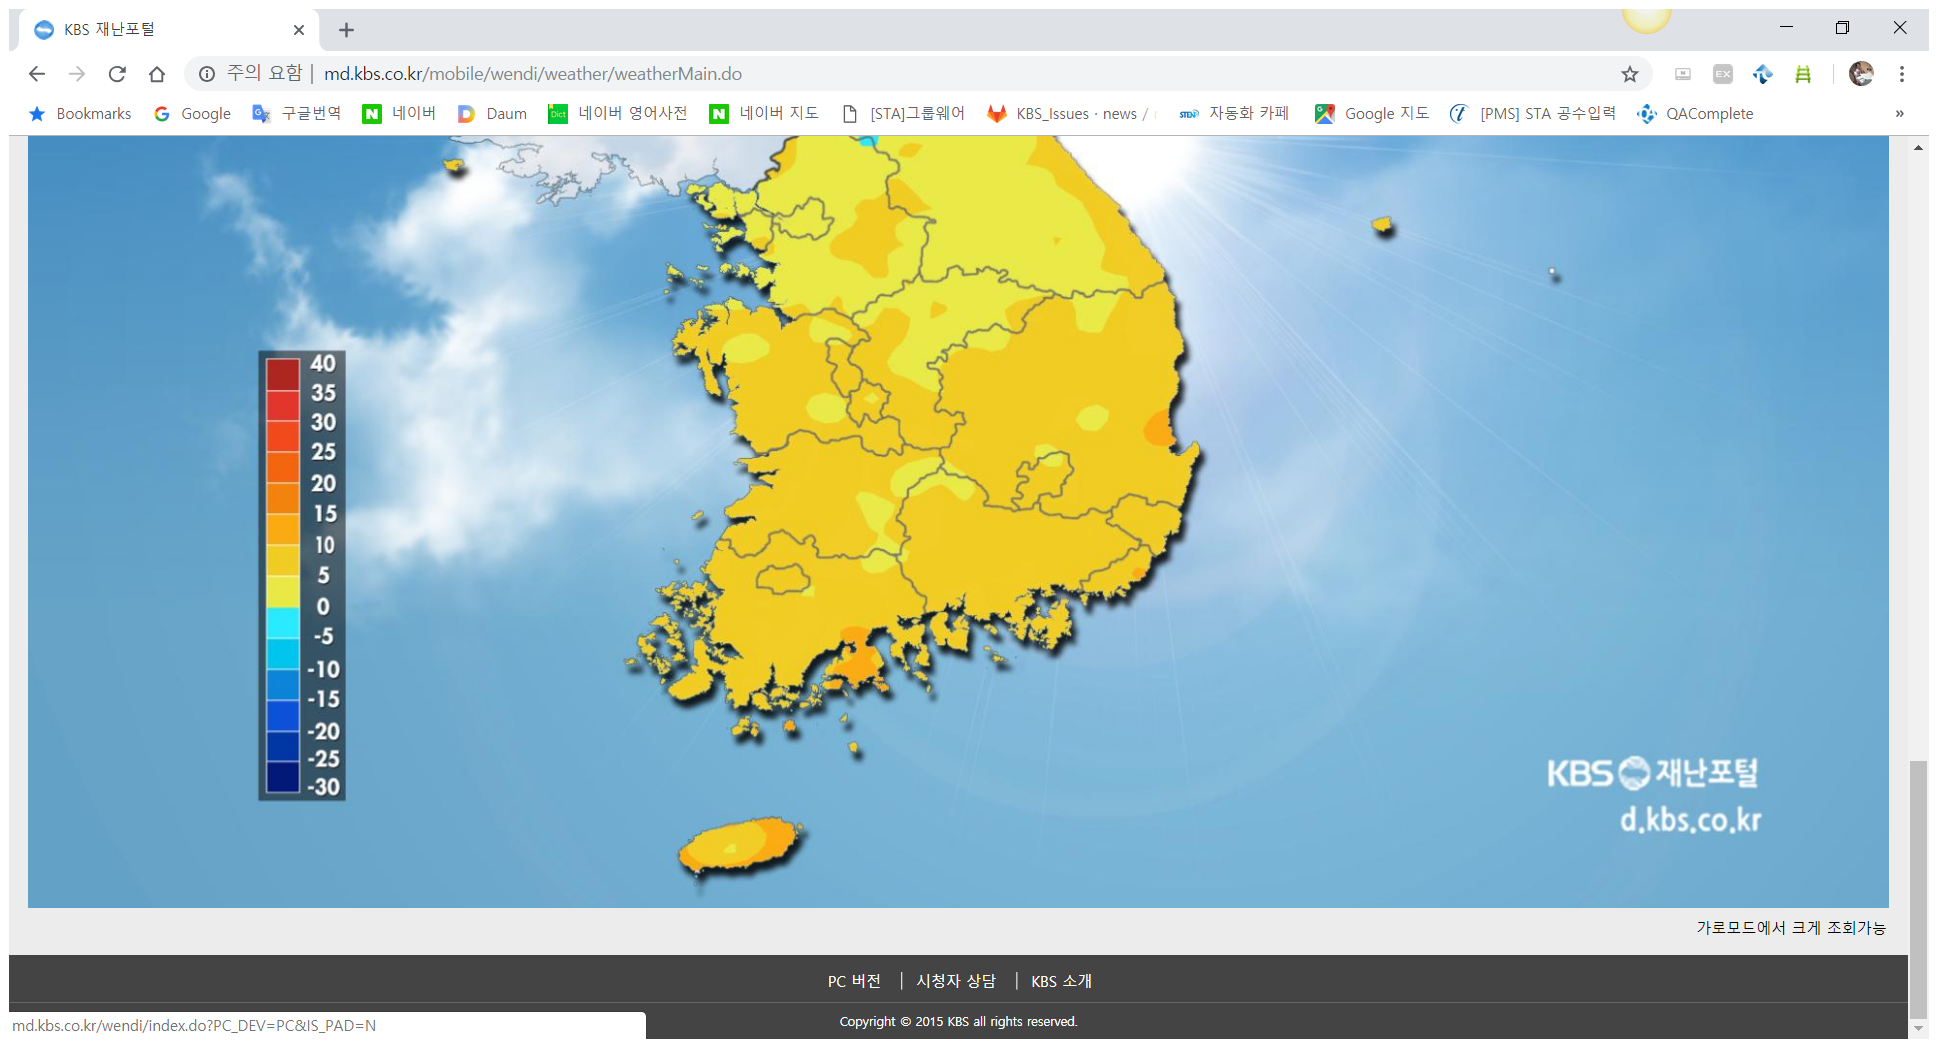 KBS 재난포털
주의 요함 | md.kbs.co.kr/mobile/wendi/weather/weatherMain.do
EX
Bookmarks Google 구글번역 네이버 Daum 네이버 영어사전 네이버 지도 [STA]그룹웨어 KBS_Issues · news / 자동화 카페 Google 지도 [PMS] STA 공수입력 QAComplete »
40
35
30
25
20
15
10
5
0
-5
-10
-15
-20
-25
-30
KBS 재난포털
d.kbs.co.kr
가로모드에서 크게 조회가능
PC 버전 | 시청자 상담 | KBS 소개
md.kbs.co.kr/wendi/index.do?PC_DEV=PC&IS_PAD=N
Copyright © 2015 KBS all rights reserved.